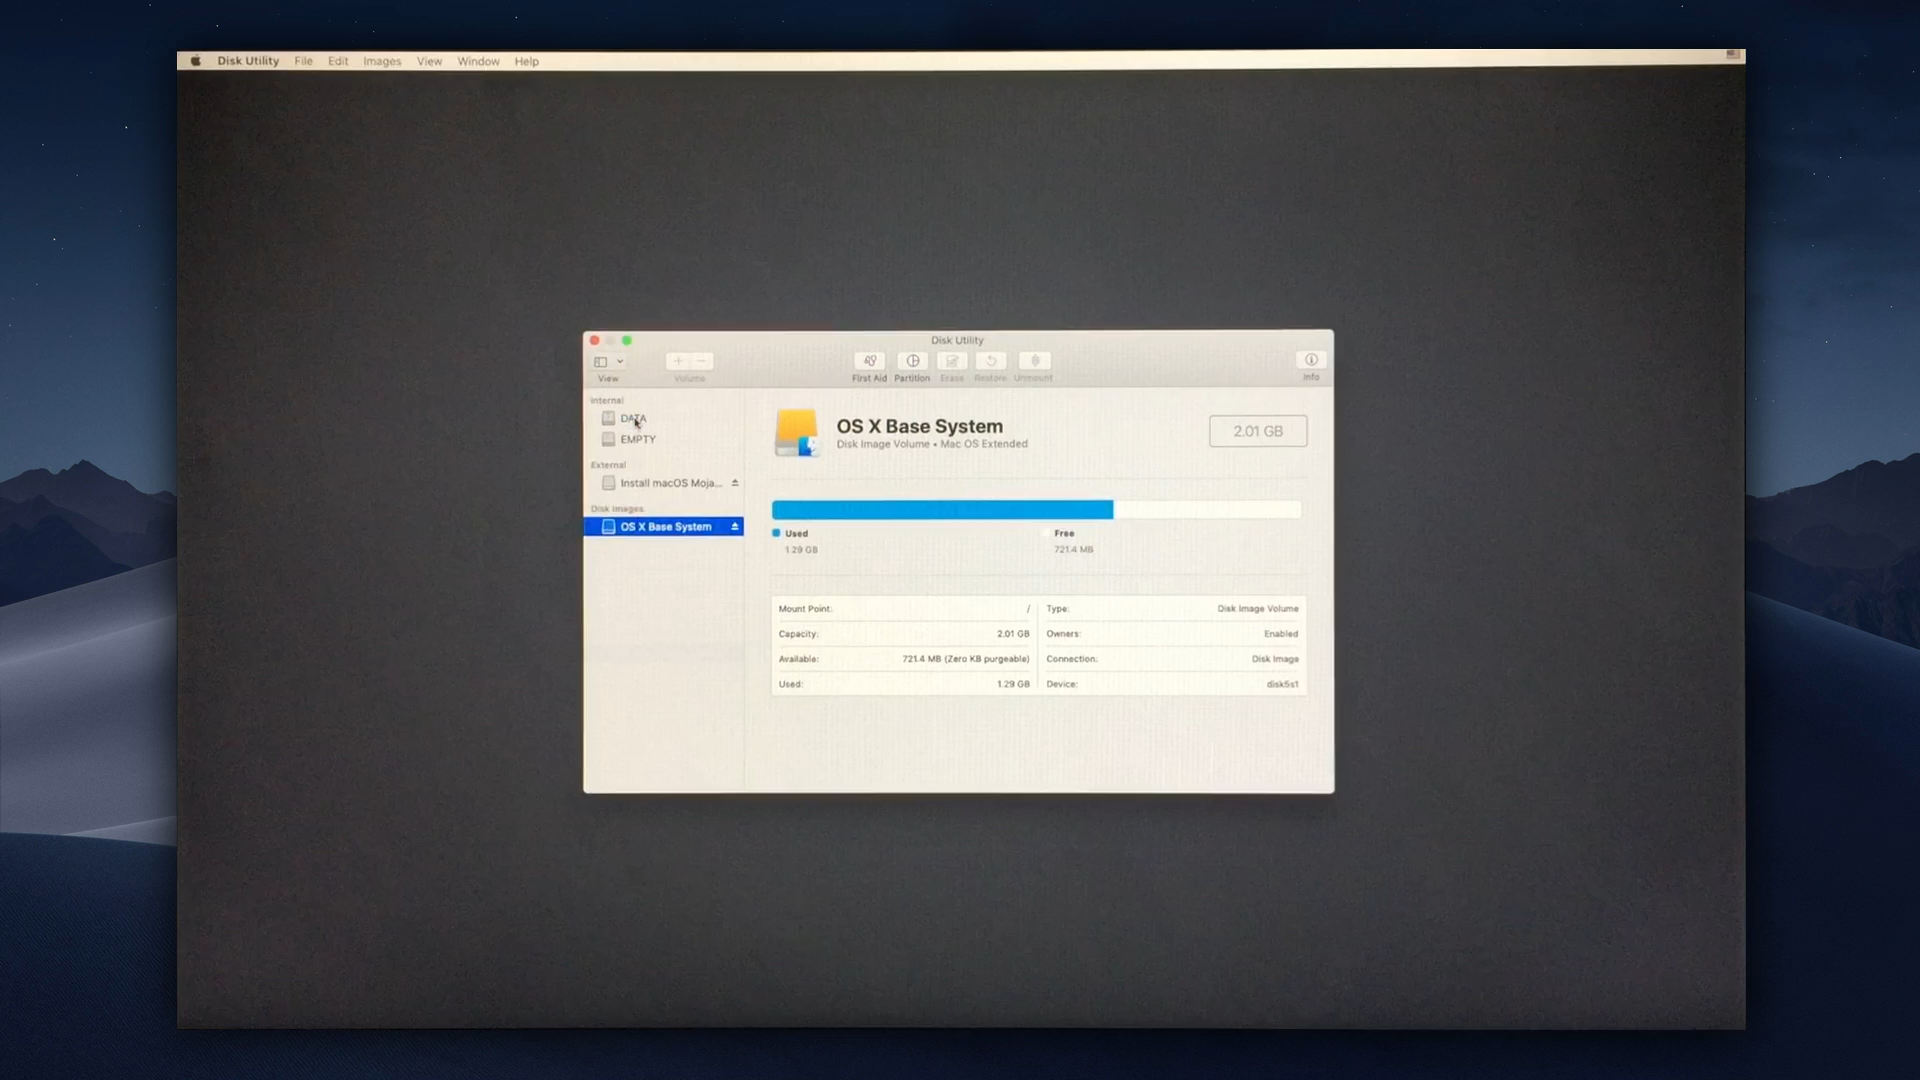 Disk Utility File Edit Images View Window Help
Disk Utility
View
Volume
First Aid Partition Erase Restore Unmount
Info
Internal
DATA
EMPTY
External
Install macOS Moja...
Disk Images
OS X Base System
OS X Base System
Disk Image Volume • Mac OS Extended
2.01 GB
Used
1.29 GB
Free
721.4 MB
Mount Point: /
Type: Disk Image Volume
Capacity: 2.01 GB
Owners: Enabled
Available: 721.4 MB (Zero KB purgeable)
Connection: Disk Image
Used: 1.29 GB
Device: disk5s1